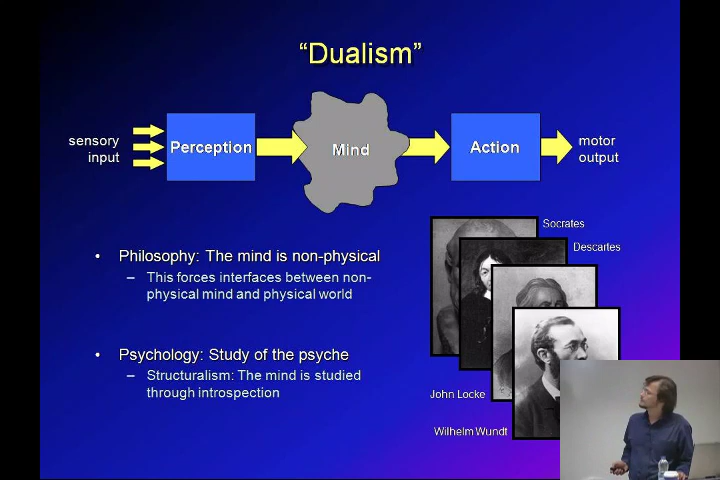 “Dualism”
sensory
input
Perception
Mind
Action
motor
output
• Philosophy: The mind is non-physical
– This forces interfaces between non-
physical mind and physical world
• Psychology: Study of the psyche
– Structuralism: The mind is studied
through introspection
Socrates
Descartes
John Locke
Wilhelm Wundt